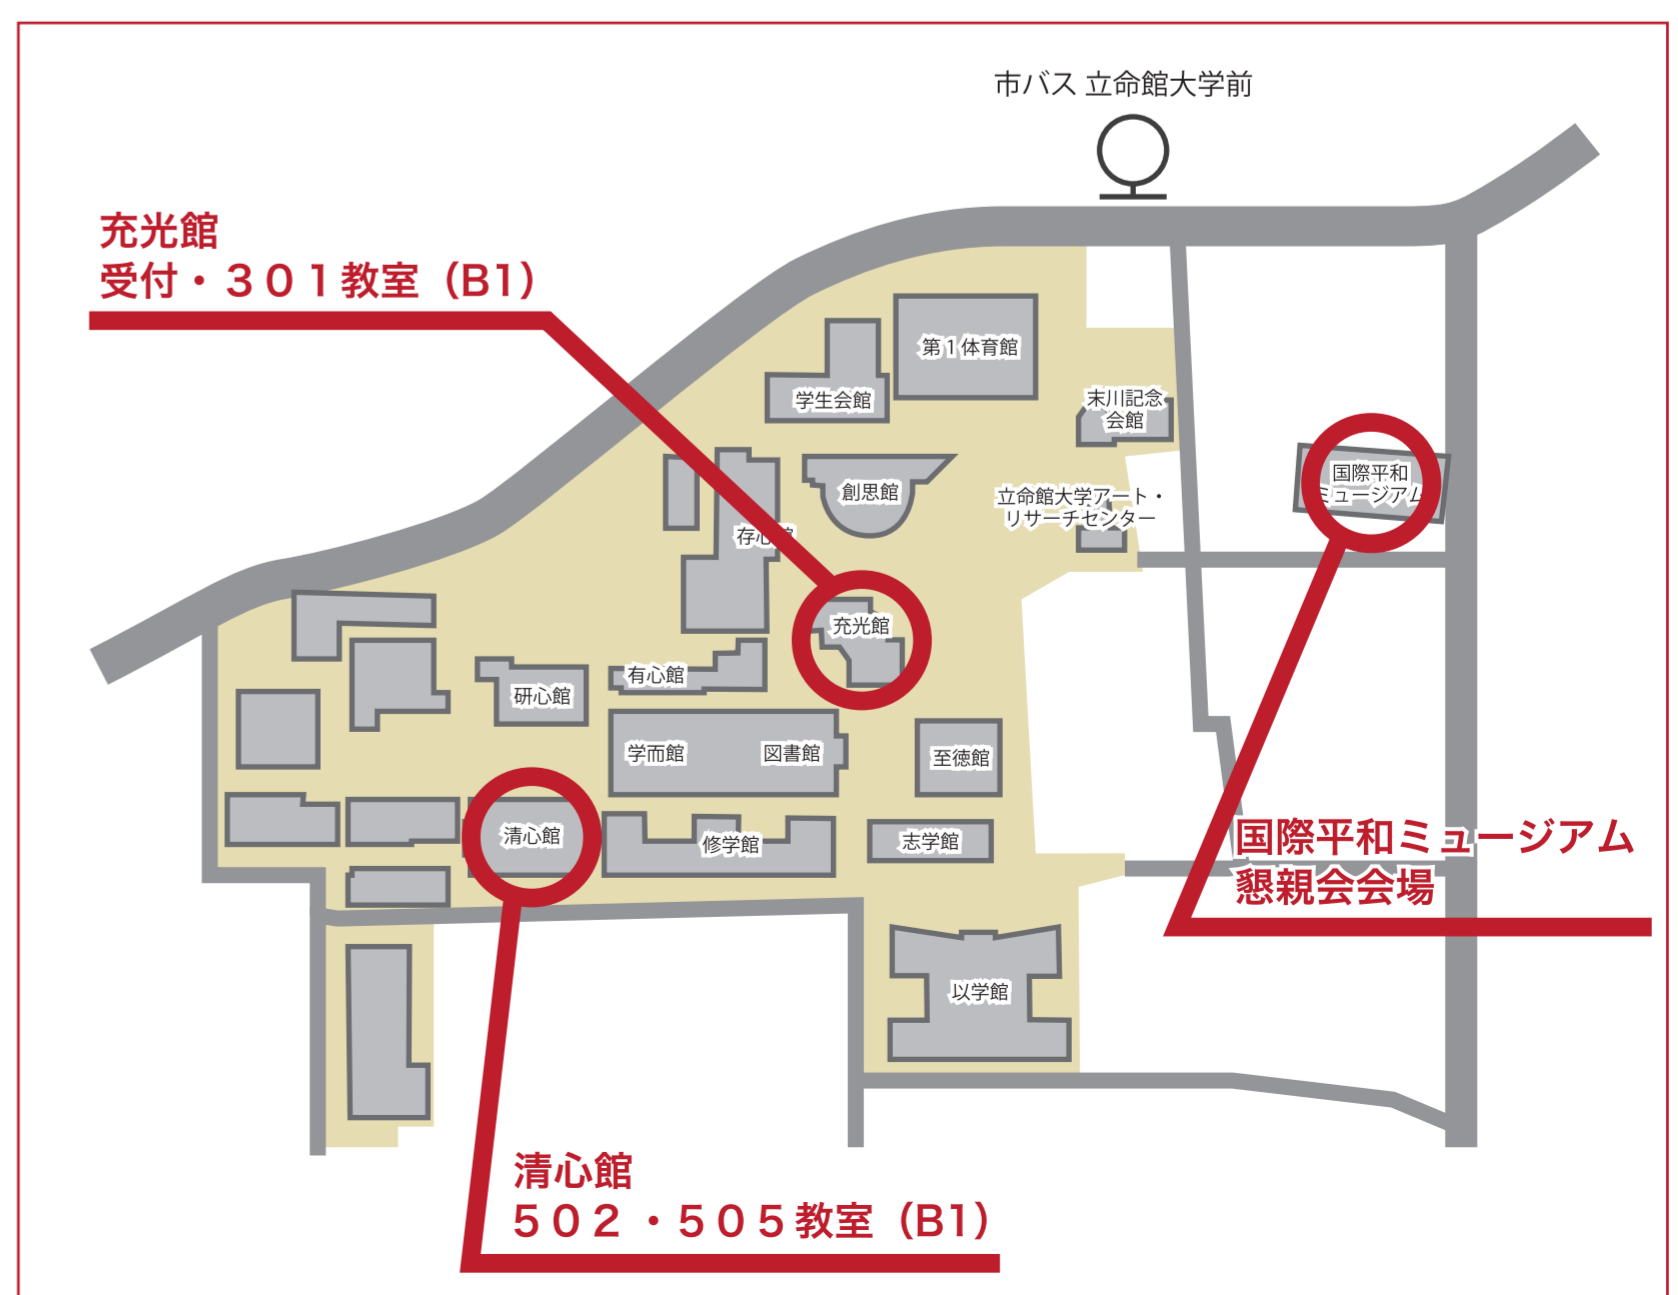 市バス 立命館大学前
充光館
受付・３０１教室（B1）
第１体育館
学生会館
末川記念
会館
国際平和
ミュージアム
創思館
立命館大学アート・
リサーチセンター
存心館
充光館
有心館
研心館
学而館
図書館
至徳館
清心館
修学館
志学館
国際平和ミュージアム
懇親会会場
以学館
清心館
５０２・５０５教室（B1）